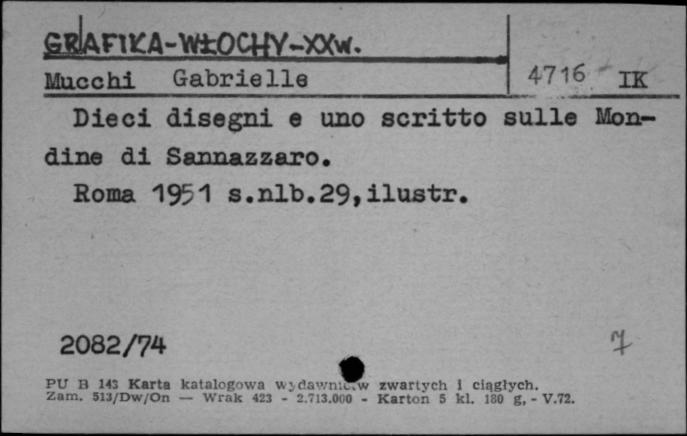 GRAFIKA-WŁOCHY-XXw.
Mucchi Gabrielle
4716 IK
Dieci disegni e uno scritto sulle Mon-
dine di Sannazzaro.
Roma 1951 s.nlb.29,ilustr.
2082/74
7
PU B 143 Karta katalogowa wydawnictw zwartych i ciągłych.
Zam. 513/Dw/On — Wrak 423 - 2.713.000 - Karton 5 kl. 180 g, - V.72.